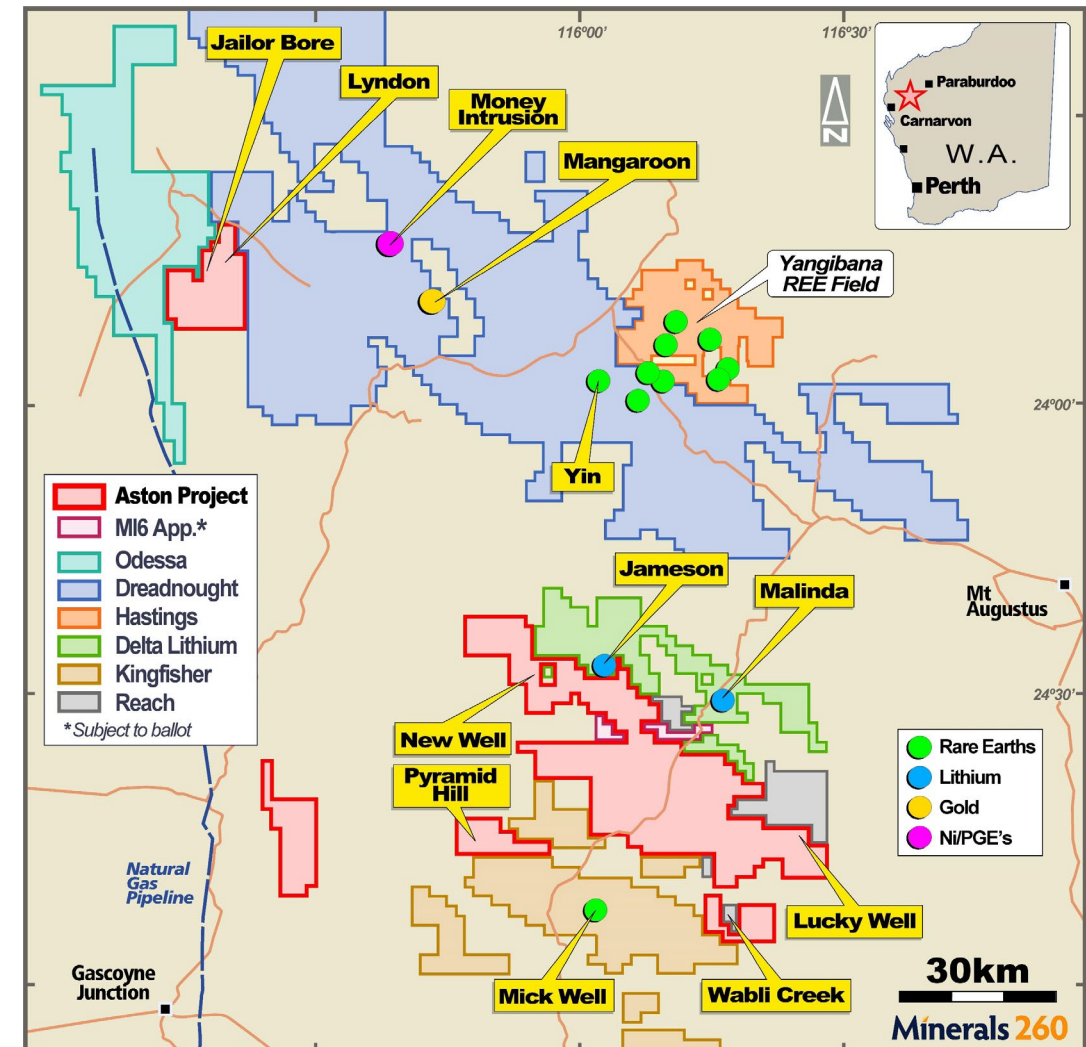 116°00'
116°30'
Jailor Bore
Lyndon
Money
Intrusion
Mangaroon
Paraburdoo
Carnarvon
W.A.
Perth
N
Yangibana
REE Field
24°00'
Yin
Aston Project
MI6 App.*
Odessa
Dreadnought
Hastings
Delta Lithium
Kingfisher
Reach
*Subject to ballot
Jameson
Malinda
Mt
Augustus
24°30'
New Well
Pyramid
Hill
Rare Earths
Lithium
Gold
Ni/PGE's
Natural
Gas
Pipeline
Lucky Well
Gascoyne
Junction
Mick Well
Wabli Creek
30km
Minerals 260